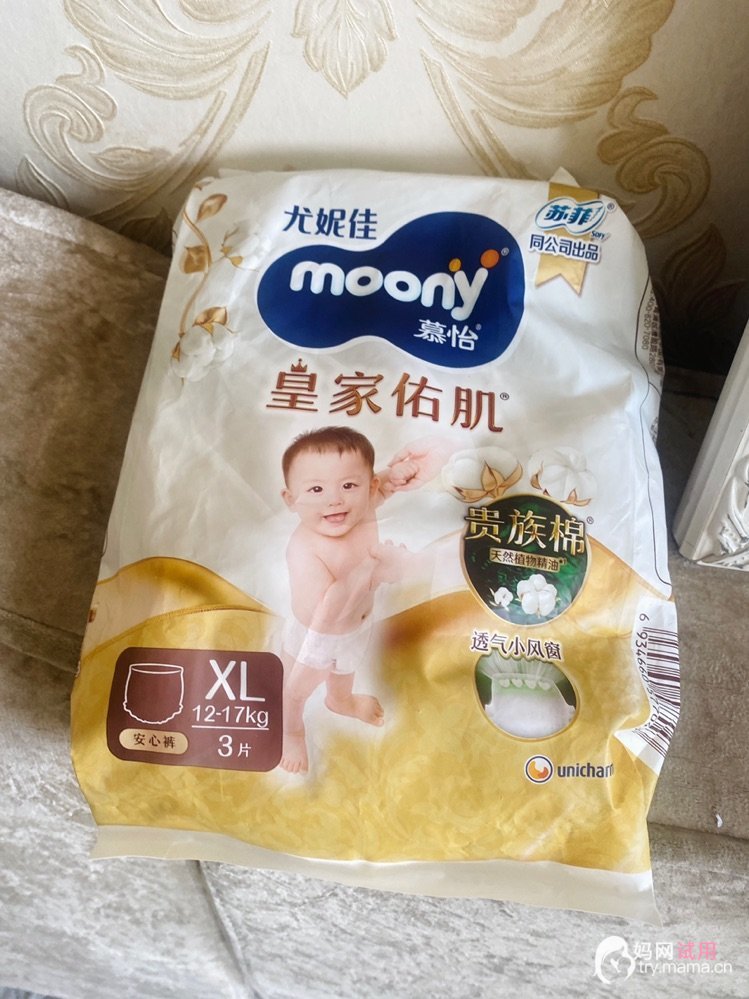 尤妮佳
moony
慕怡
苏菲
SOFY
同公司出品
皇家佑肌
贵族棉
天然植物精油
透气小风窗
XL
12-17kg
3片
安心裤
unicharm
妈网试用
try.mama.cn